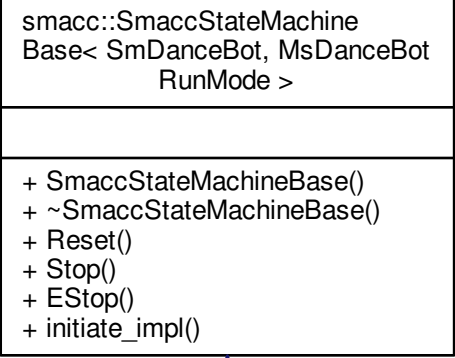 smacc::SmaccStateMachine
Base< SmDanceBot, MsDanceBot
RunMode >
+ SmaccStateMachineBase()
+ ~SmaccStateMachineBase()
+ Reset()
+ Stop()
+ EStop()
+ initiate_impl()